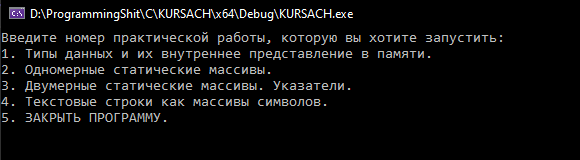 D:\ProgrammingShit\C\KURSACH\x64\Debug\KURSACH.exe
Введите номер практической работы, которую вы хотите запустить:
1. Типы данных и их внутреннее представление в памяти.
2. Одномерные статические массивы.
3. Двумерные статические массивы. Указатели.
4. Текстовые строки как массивы символов.
5. ЗАКРЫТЬ ПРОГРАММУ.